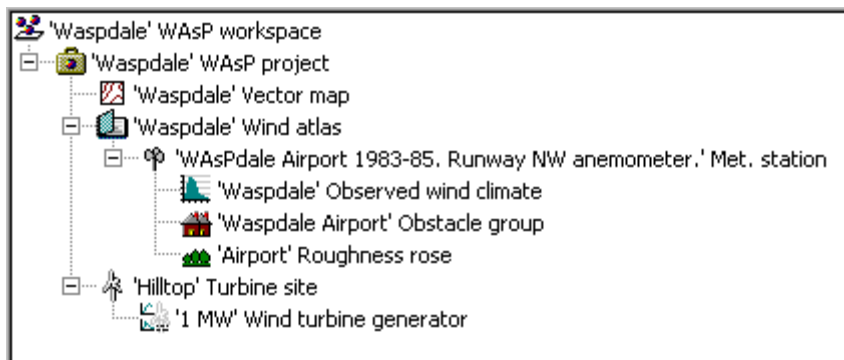 'Waspdale' WAsP workspace
'Waspdale' WAsP project
'Waspdale' Vector map
'Waspdale' Wind atlas
'WAsPdale Airport 1983-85. Runway NW anemometer.' Met. station
'Waspdale' Observed wind climate
'Waspdale Airport' Obstacle group
'Airport' Roughness rose
'Hilltop' Turbine site
'1 MW' Wind turbine generator